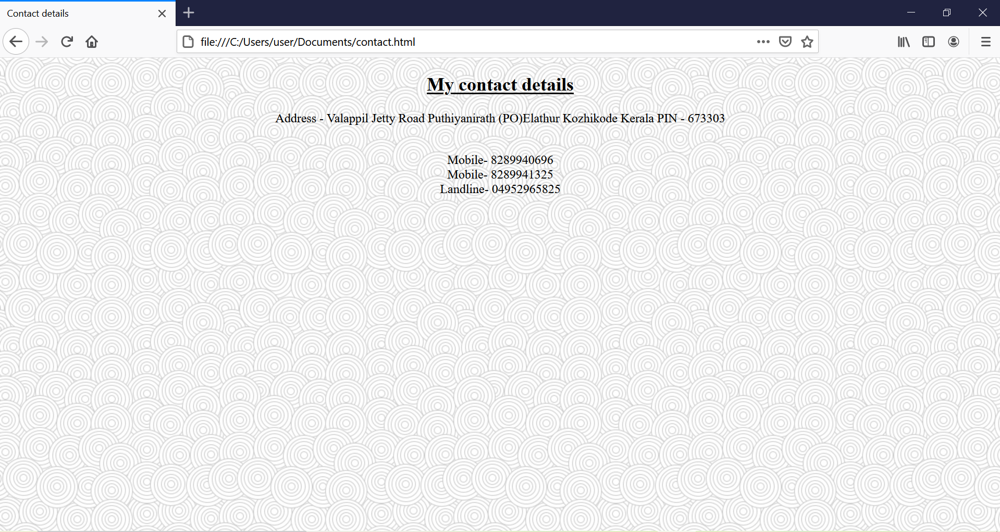 Contact details
file:///C:/Users/user/Documents/contact.html
My contact details
Address - Valappil Jetty Road Puthiyanirath (PO)Elathur Kozhikode Kerala PIN - 673303
Mobile- 8289940696
Mobile- 8289941325
Landline- 04952965825